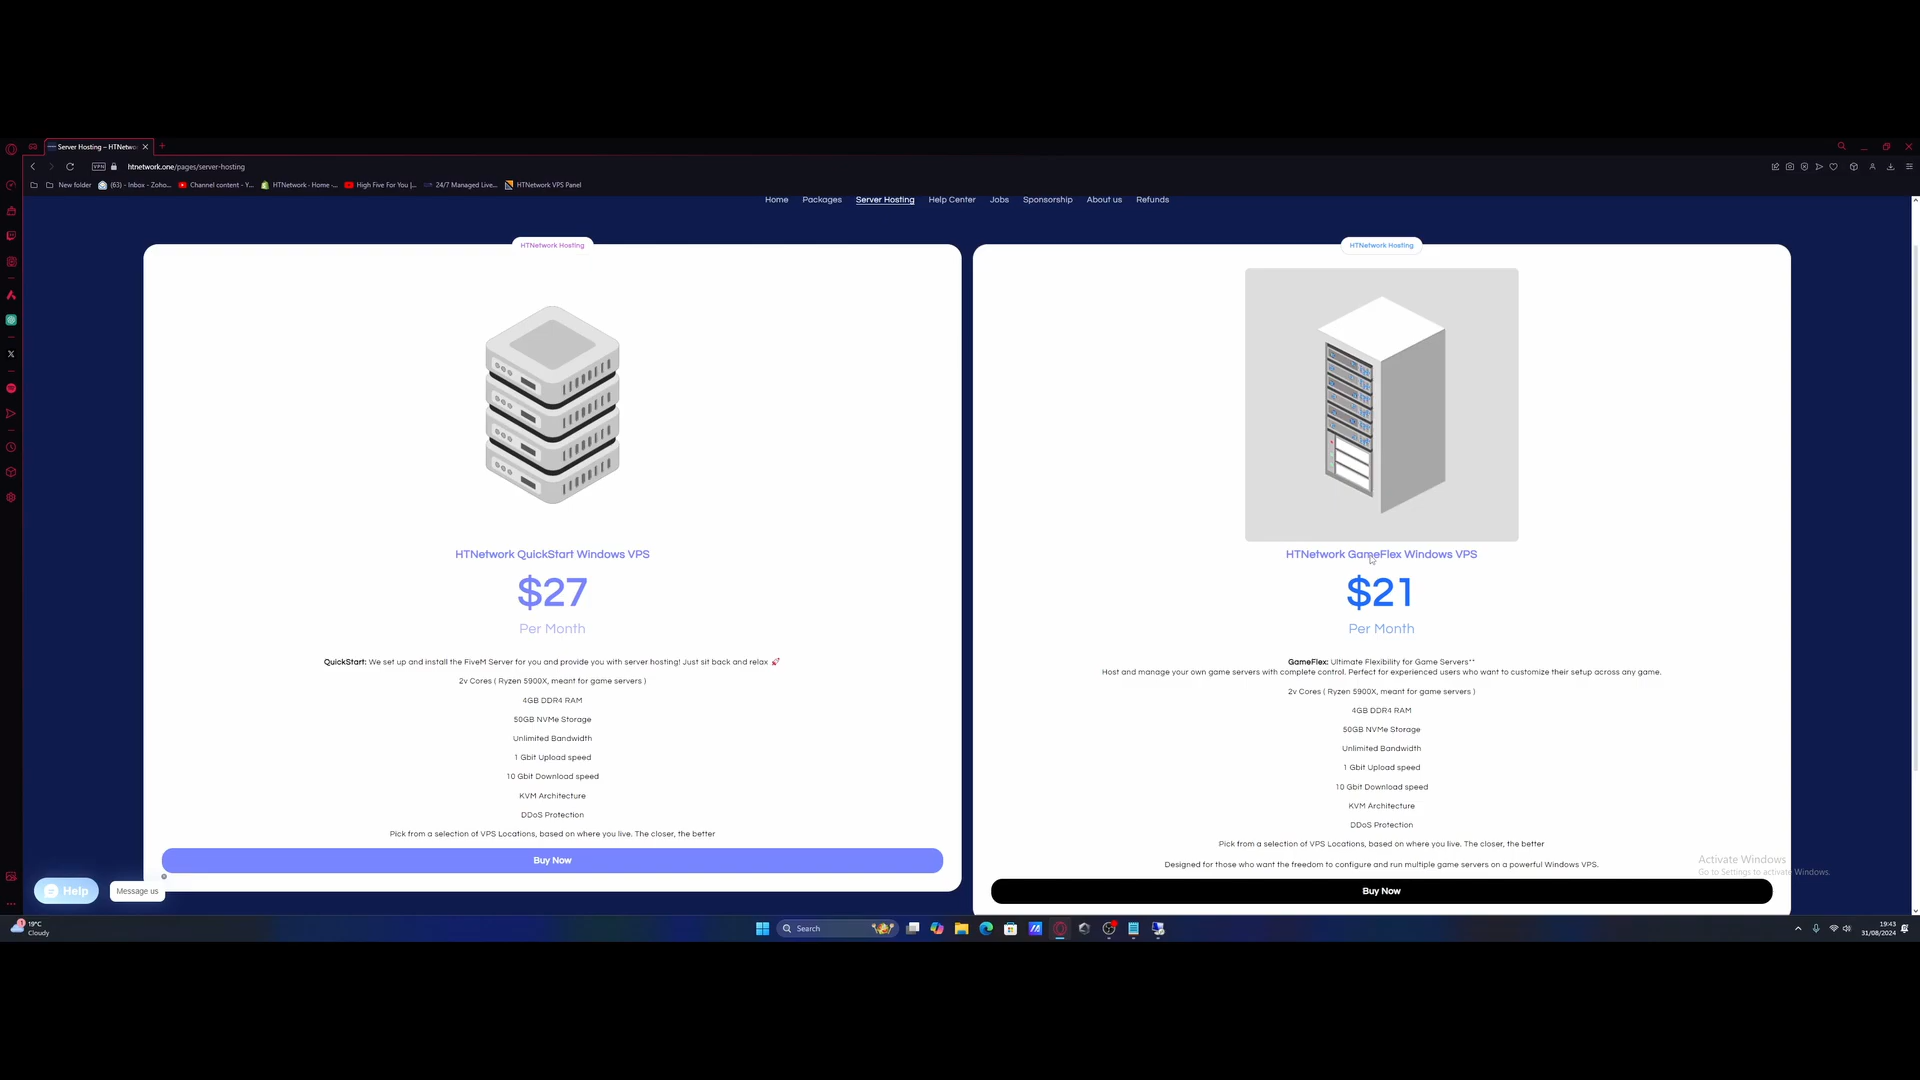 Server Hosting – HTNetwo
VPN
htnetwork.one/pages/server-hosting
New folder
(63) - Inbox - Zoho...
Channel content - Y...
HTNetwork - Home -...
High Five For You |...
24/7 Managed Live...
HTNetwork VPS Panel
Home
Packages
Server Hosting
Help Center
Jobs
Sponsorship
About us
Refunds
HTNetwork Hosting
HTNetwork QuickStart Windows VPS
$27
Per Month
QuickStart: We set up and install the FiveM Server for you and provide you with server hosting! Just sit back and relax 🚀
2v Cores ( Ryzen 5900X, meant for game servers )
4GB DDR4 RAM
50GB NVMe Storage
Unlimited Bandwidth
1 Gbit Upload speed
10 Gbit Download speed
KVM Architecture
DDoS Protection
Pick from a selection of VPS Locations, based on where you live. The closer, the better
Buy Now
HTNetwork Hosting
HTNetwork GameFlex Windows VPS
$21
Per Month
GameFlex: Ultimate Flexibility for Game Servers**
Host and manage your own game servers with complete control. Perfect for experienced users who want to customize their setup across any game.
2v Cores ( Ryzen 5900X, meant for game servers )
4GB DDR4 RAM
50GB NVMe Storage
Unlimited Bandwidth
1 Gbit Upload speed
10 Gbit Download speed
KVM Architecture
DDoS Protection
Pick from a selection of VPS Locations, based on where you live. The closer, the better
Designed for those who want the freedom to configure and run multiple game servers on a powerful Windows VPS.
Buy Now
Activate Windows
Go to Settings to activate Windows.
Help
Message us
1
19°C
Cloudy
Search
19:43
31/08/2024